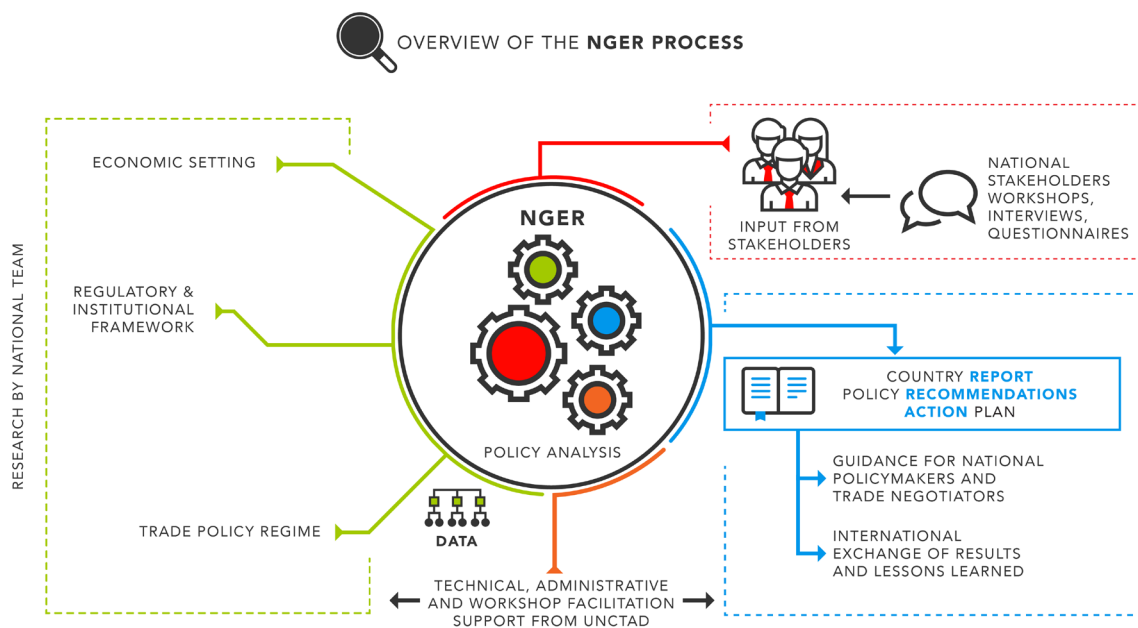 OVERVIEW OF THE NGER PROCESS
RESEARCH BY NATIONAL TEAM
ECONOMIC SETTING
REGULATORY &
INSTITUTIONAL
FRAMEWORK
TRADE POLICY REGIME
NGER
POLICY ANALYSIS
DATA
TECHNICAL, ADMINISTRATIVE
AND WORKSHOP FACILITATION
SUPPORT FROM UNCTAD
INPUT FROM
STAKEHOLDERS
NATIONAL
STAKEHOLDERS
WORKSHOPS,
INTERVIEWS,
QUESTIONNAIRES
COUNTRY REPORT
POLICY RECOMMENDATIONS
ACTION PLAN
GUIDANCE FOR NATIONAL
POLICYMAKERS AND
TRADE NEGOTIATORS
INTERNATIONAL
EXCHANGE OF RESULTS
AND LESSONS LEARNED